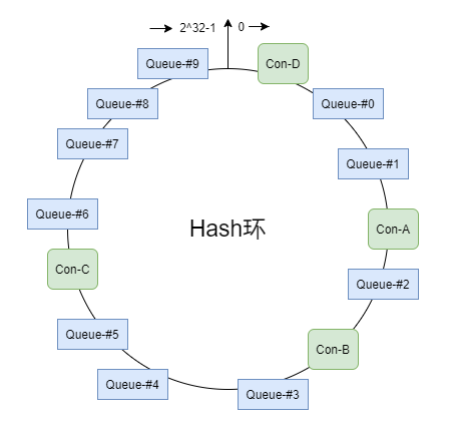 2^32-1
0
Queue-#9
Con-D
Queue-#8
Queue-#0
Queue-#7
Queue-#1
Queue-#6
Hash环
Con-A
Con-C
Queue-#2
Queue-#5
Con-B
Queue-#4
Queue-#3